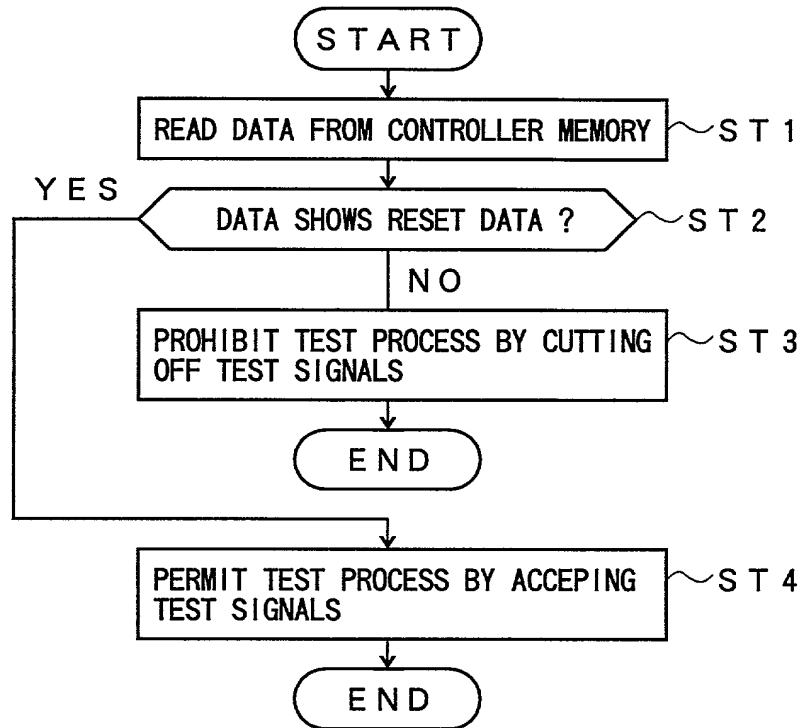 START
READ DATA FROM CONTROLLER MEMORY
ST1
YES
DATA SHOWS RESET DATA ?
ST2
NO
PROHIBIT TEST PROCESS BY CUTTING
OFF TEST SIGNALS
ST3
END
PERMIT TEST PROCESS BY ACCEPING
TEST SIGNALS
ST4
END